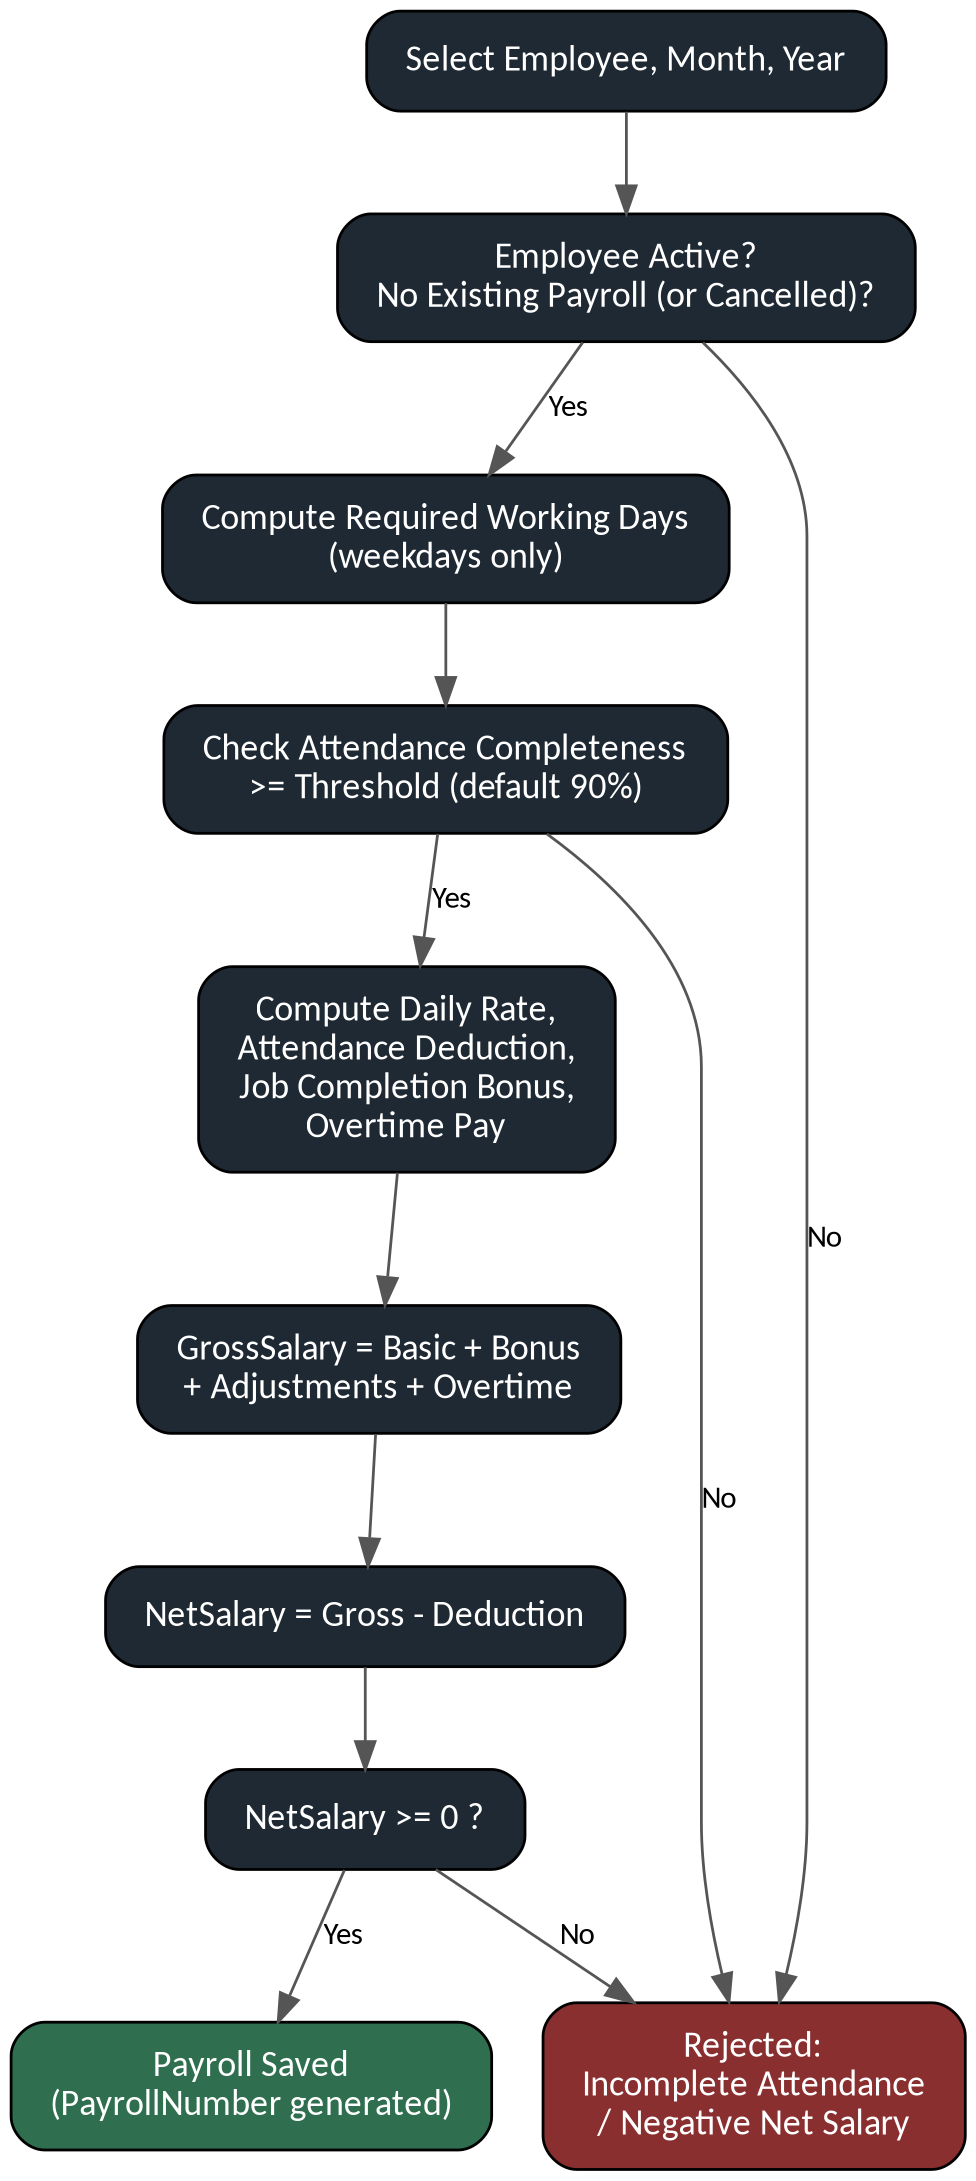 Select Employee, Month, Year
Employee Active?
No Existing Payroll (or Cancelled)?
Yes
Compute Required Working Days
(weekdays only)
Check Attendance Completeness
>= Threshold (default 90%)
Yes
Compute Daily Rate,
Attendance Deduction,
Job Completion Bonus,
Overtime Pay
No
GrossSalary = Basic + Bonus
+ Adjustments + Overtime
No
NetSalary = Gross - Deduction
NetSalary >= 0 ?
Yes
No
Payroll Saved
(PayrollNumber generated)
Rejected:
Incomplete Attendance
/ Negative Net Salary